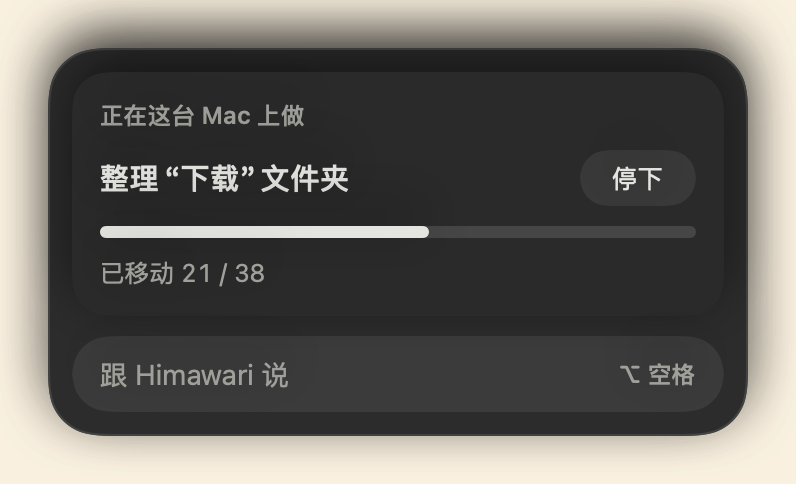 正在这台 Mac 上做
整理“下载”文件夹
停下
已移动 21 / 38
跟 Himawari 说
⌥ 空格